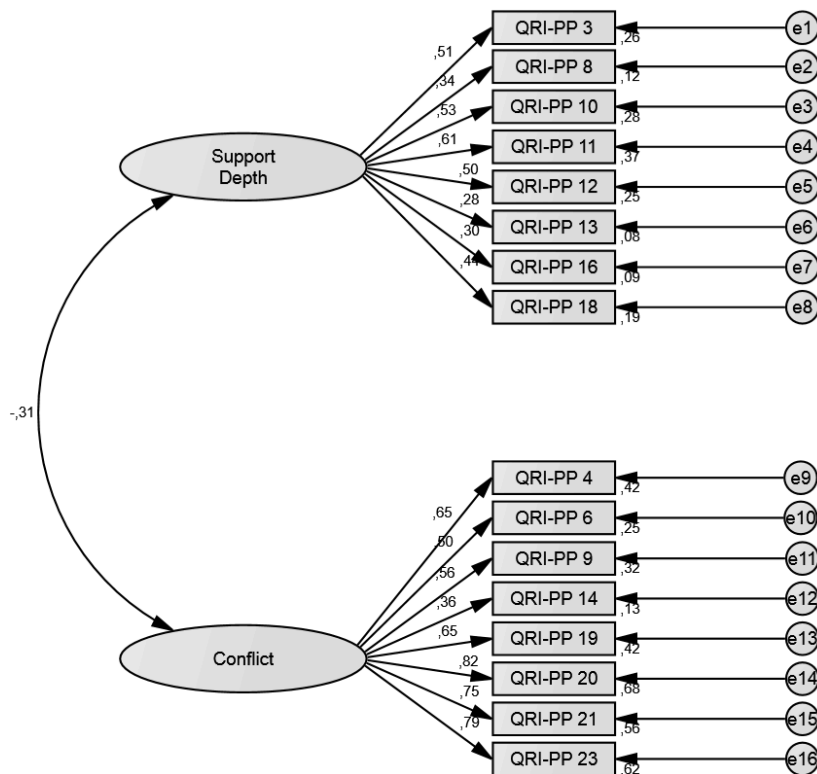 QRI-PP 3
,26
e1
,51
QRI-PP 8
,12
e2
,34
QRI-PP 10
,28
e3
,53
QRI-PP 11
,37
e4
,61
Support
Depth
QRI-PP 12
,25
e5
,50
QRI-PP 13
,08
e6
,28
QRI-PP 16
,09
e7
,30
QRI-PP 18
,19
e8
,44
-,31
QRI-PP 4
,42
e9
,65
QRI-PP 6
,25
e10
,50
QRI-PP 9
,32
e11
,56
QRI-PP 14
,13
e12
,36
QRI-PP 19
,42
e13
,65
Conflict
QRI-PP 20
,68
e14
,82
QRI-PP 21
,56
e15
,75
QRI-PP 23
,62
e16
,79